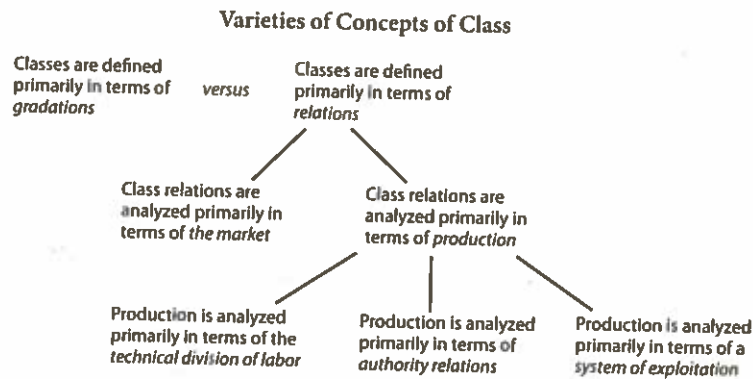 Varieties of Concepts of Class
Classes are defined
primarily in terms of
gradations
versus
Classes are defined
primarily in terms of
relations
Class relations are
analyzed primarily in
terms of the market
Class relations are
analyzed primarily in
terms of production
Production is analyzed
primarily in terms of the
technical division of labor
Production is analyzed
primarily in terms of
authority relations
Production is analyzed
primarily in terms of a
system of exploitation